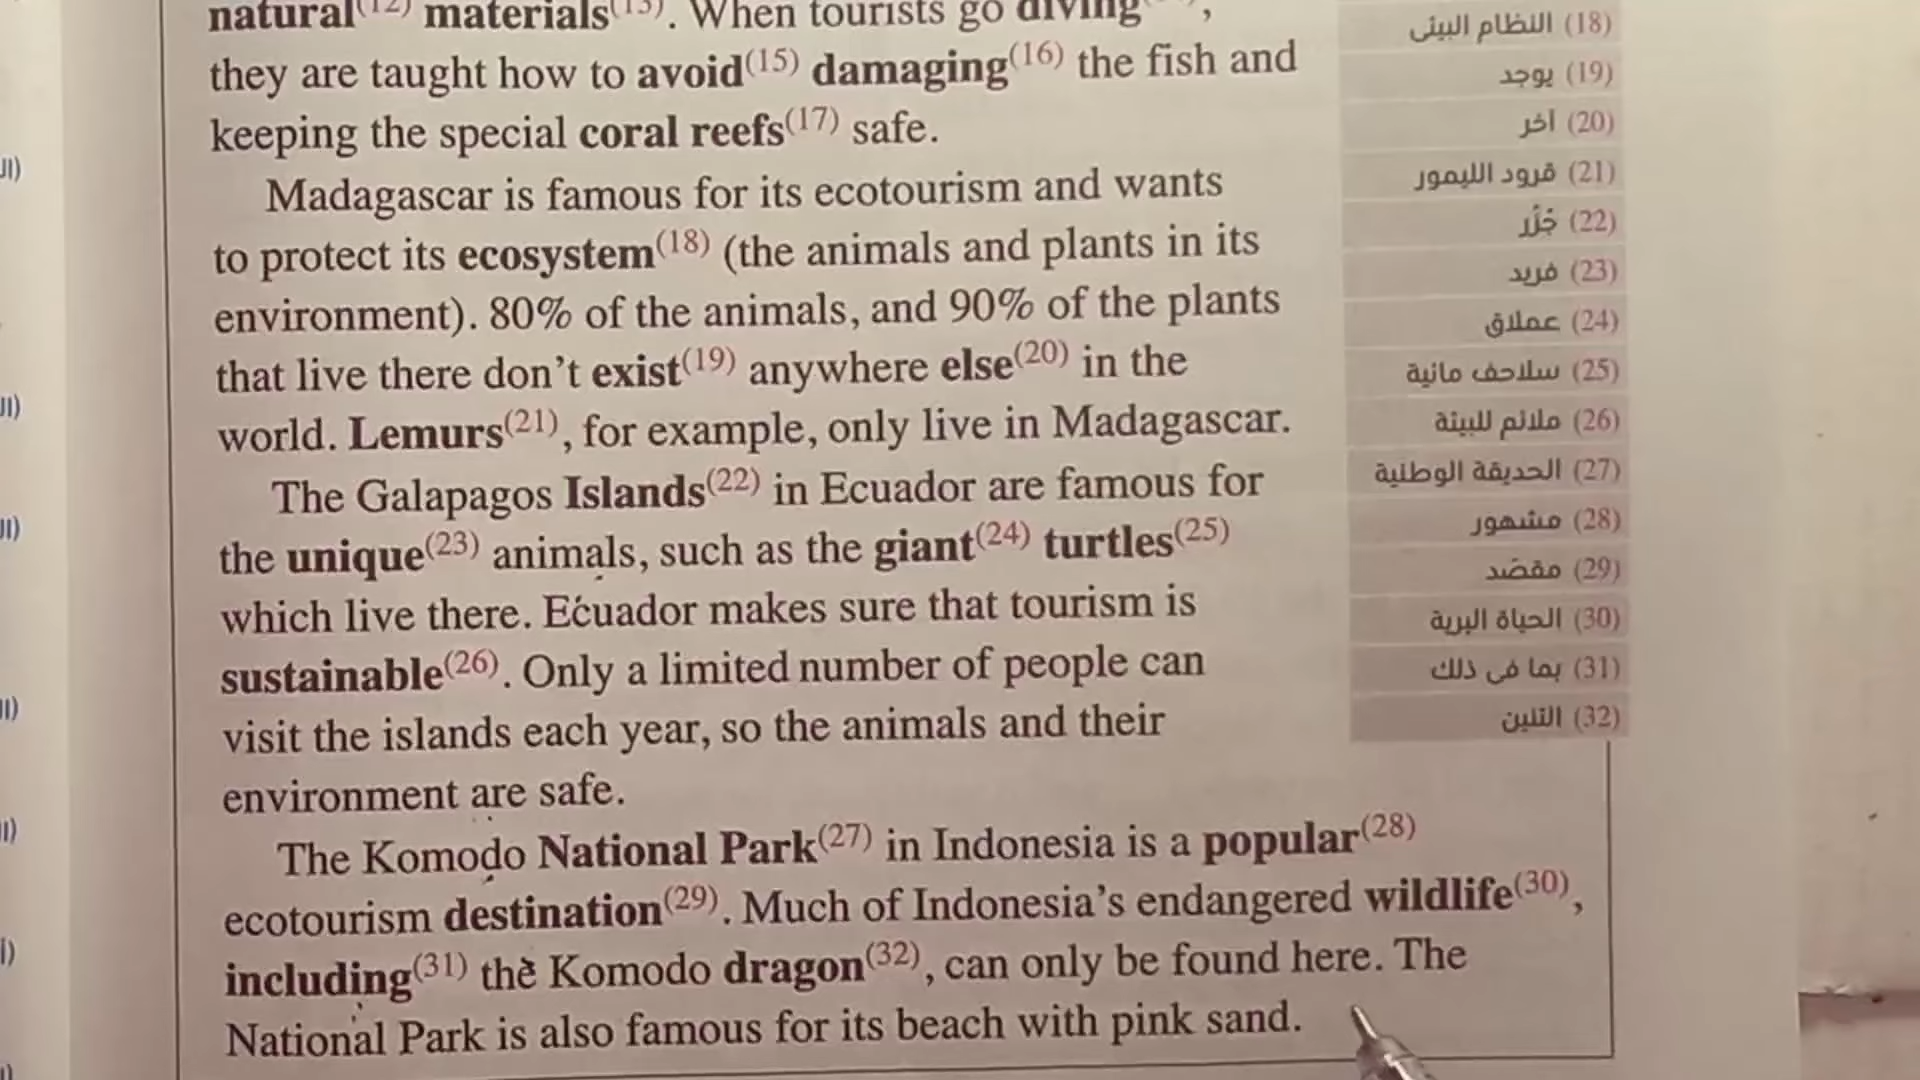 natural(12) materials(13). When tourists go diving,
they are taught how to avoid(15) damaging(16) the fish and
keeping the special coral reefs(17) safe.
Madagascar is famous for its ecotourism and wants
to protect its ecosystem(18) (the animals and plants in its
environment). 80% of the animals, and 90% of the plants
that live there don't exist(19) anywhere else(20) in the
world. Lemurs(21), for example, only live in Madagascar.
The Galapagos Islands(22) in Ecuador are famous for
the unique(23) animals, such as the giant(24) turtles(25)
which live there. Ecuador makes sure that tourism is
sustainable(26). Only a limited number of people can
visit the islands each year, so the animals and their
environment are safe.
The Komodo National Park(27) in Indonesia is a popular(28)
ecotourism destination(29). Much of Indonesia's endangered wildlife(30),
including(31) the Komodo dragon(32), can only be found here. The
National Park is also famous for its beach with pink sand.
(18) النظام البيئى
(19) يوجد
(20) آخر
(21) قرود الليمور
(22) جُزُر
(23) فريد
(24) عملاق
(25) سلاحف مائية
(26) ملائم للبيئة
(27) الحديقة الوطنية
(28) مشهور
(29) مقصَد
(30) الحياة البرية
(31) بما فى ذلك
(32) التنين